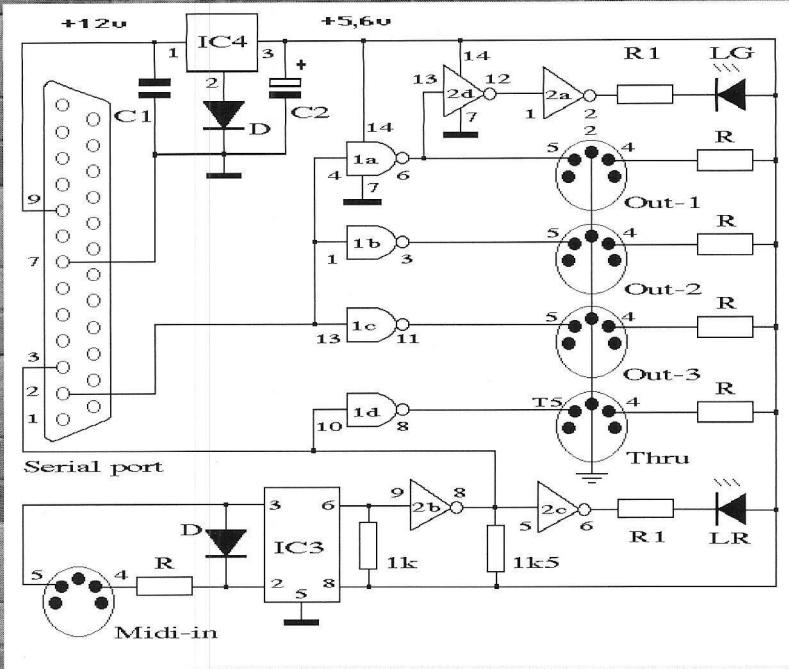 +12v +5,6v
1 IC4 3
2
C1 D C2
14
13 2d 12
7
1 2a 2
R1 LG
14
4 1a 6
7
2
5 4 R
Out-1
9
7
1 1b 3
5 4 R
Out-2
13 1c 11
5 4 R
Out-3
3
2
1
10 1d 8
T5 4 R
Thru
Serial port
3 6
IC3
2 8
5
D
R
5 4
Midi-in
1k
9 2b 8
1k5
5 2c 6
R1 LR